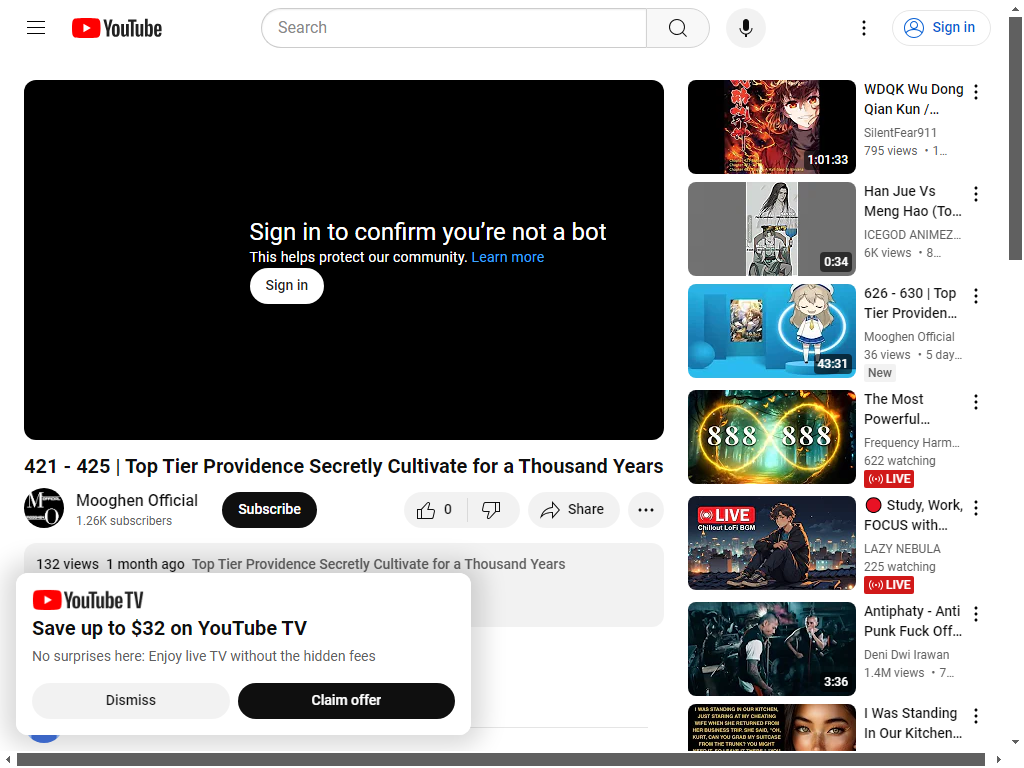 YouTube
Search
Sign in
Sign in to confirm you’re not a bot
This helps protect our community. Learn more
Sign in
421 - 425 | Top Tier Providence Secretly Cultivate for a Thousand Years
Mooghen Official
1.26K subscribers
Subscribe
0
Share
132 views 1 month ago Top Tier Providence Secretly Cultivate for a Thousand Years
YouTube TV
Save up to $32 on YouTube TV
No surprises here: Enjoy live TV without the hidden fees
Dismiss
Claim offer
1:01:33
WDQK Wu Dong
Qian Kun /...
SilentFear911
795 views • 1...
0:34
Han Jue Vs
Meng Hao (To...
ICEGOD ANIMEZ...
6K views • 8...
43:31
626 - 630 | Top
Tier Providen...
Mooghen Official
36 views • 5 day...
New
888 888
The Most
Powerful...
Frequency Harm...
622 watching
LIVE
LIVE
Chillout LoFi BGM
Study, Work,
FOCUS with...
LAZY NEBULA
225 watching
LIVE
3:36
Antiphaty - Anti
Punk Fuck Off...
Deni Dwi Irawan
1.4M views • 7...
I WAS STANDING IN OUR KITCHEN,
JUST STARING AT MY CHEATING
WIFE WHEN SHE RETURNED FROM
HER BUSINESS TRIP. SHE SAID, "OH,
KURT, CAN YOU GRAB MY SUITCASE
FROM THE TRUNK? YOU MIGHT
I Was Standing
In Our Kitchen...